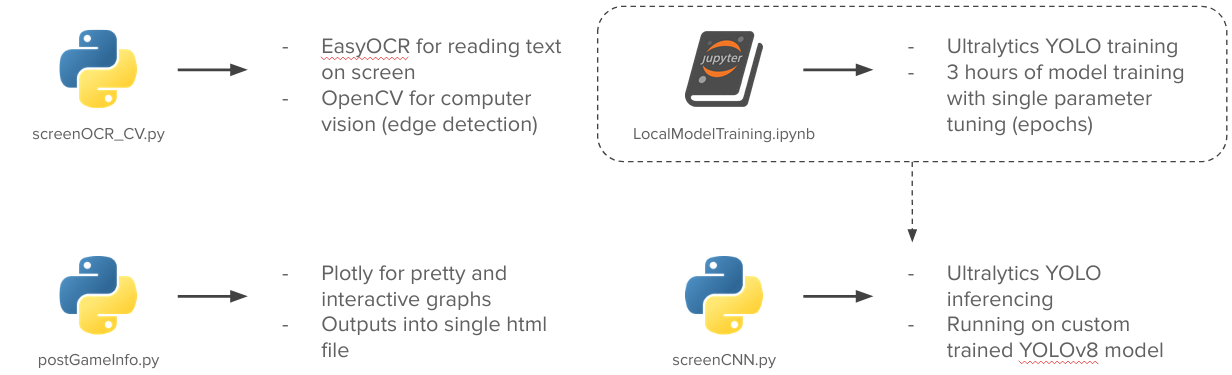 - EasyOCR for reading text
on screen
- OpenCV for computer
vision (edge detection)
screenOCR_CV.py
jupyter
- Ultralytics YOLO training
- 3 hours of model training
with single parameter
tuning (epochs)
LocalModelTraining.ipynb
- Plotly for pretty and
interactive graphs
- Outputs into single html
file
postGameInfo.py
- Ultralytics YOLO
inferencing
- Running on custom
trained YOLOv8 model
screenCNN.py